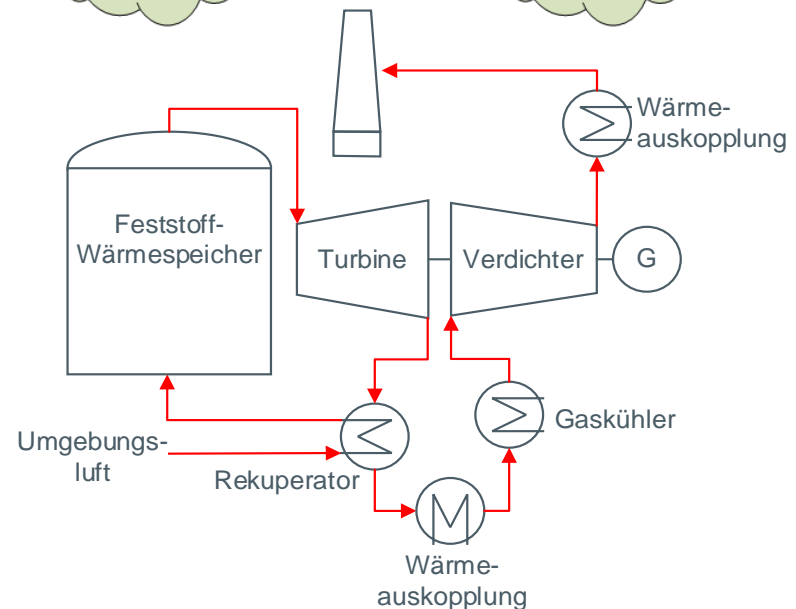 Wärme-
auskopplung
Feststoff-
Wärmespeicher
Turbine
Verdichter
G
Gaskühler
Umgebungs-
luft
Rekuperator
Wärme-
auskopplung